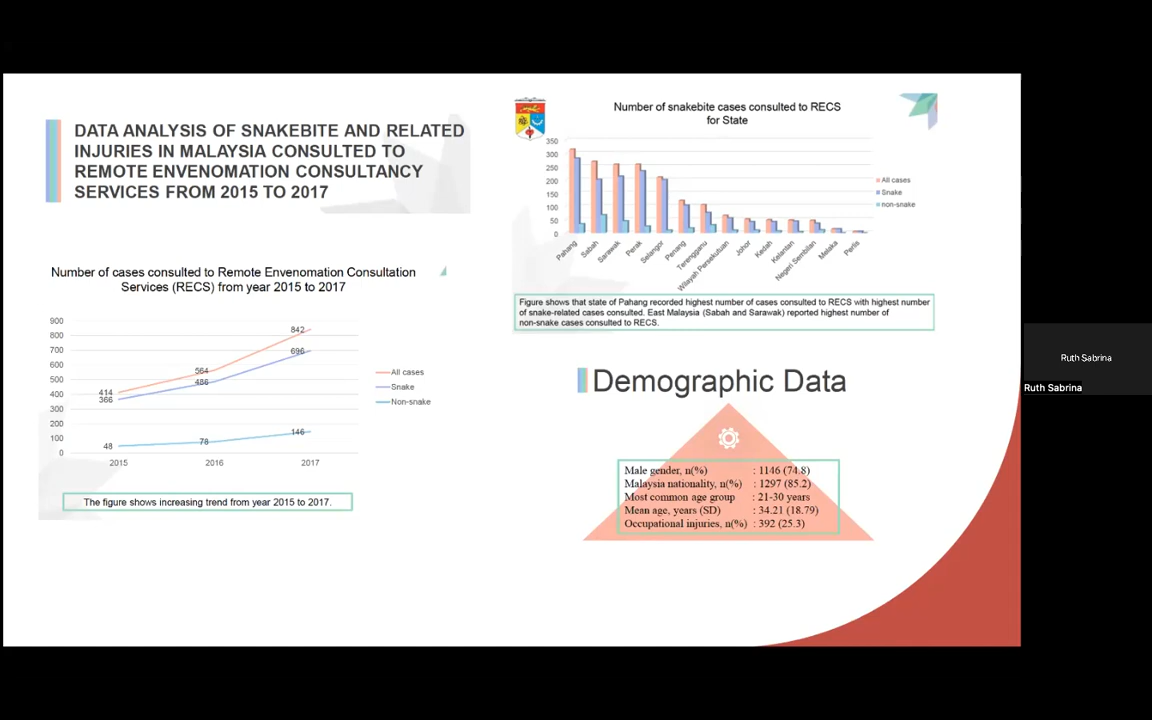 DATA ANALYSIS OF SNAKEBITE AND RELATED
INJURIES IN MALAYSIA CONSULTED TO
REMOTE ENVENOMATION CONSULTANCY
SERVICES FROM 2015 TO 2017
Number of cases consulted to Remote Envenomation Consultation
Services (RECS) from year 2015 to 2017
900
800
700
600
500
400
300
200
100
0
414
366
48
564
486
78
842
696
146
2015 2016 2017
All cases
Snake
Non-snake
The figure shows increasing trend from year 2015 to 2017.
Number of snakebite cases consulted to RECS
for State
350
300
250
200
150
100
50
0
Pahang
Sabah
Sarawak
Perak
Selangor
Penang
Terengganu
Wilayah Persekutuan
Johor
Kedah
Kelantan
Negeri Sembilan
Melaka
Perlis
All cases
Snake
non-snake
Figure shows that state of Pahang recorded highest number of cases consulted to RECS with highest number
of snake-related cases consulted. East Malaysia (Sabah and Sarawak) reported highest number of
non-snake cases consulted to RECS.
Demographic Data
Male gender, n(%) : 1146 (74.8)
Malaysia nationality, n(%) : 1297 (85.2)
Most common age group : 21-30 years
Mean age, years (SD) : 34.21 (18.79)
Occupational injuries, n(%) : 392 (25.3)
Ruth Sabrina
Ruth Sabrina